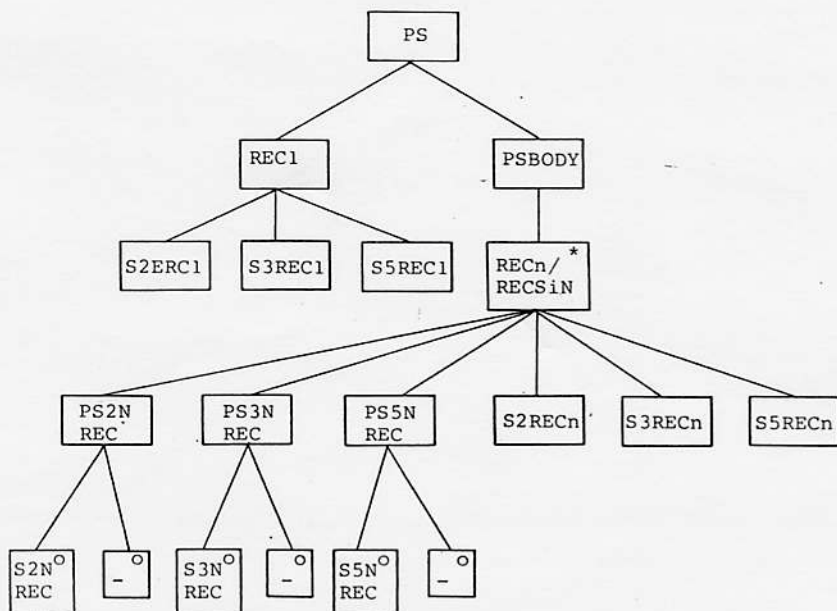 PS
REC1
PSBODY
S2ERC1
S3REC1
S5REC1
RECn/ *
RECSiN
PS2N
REC
PS3N
REC
PS5N
REC
S2RECn
S3RECn
S5RECn
S2N O
REC
– O
S3N O
REC
– O
S5N O
REC
– O